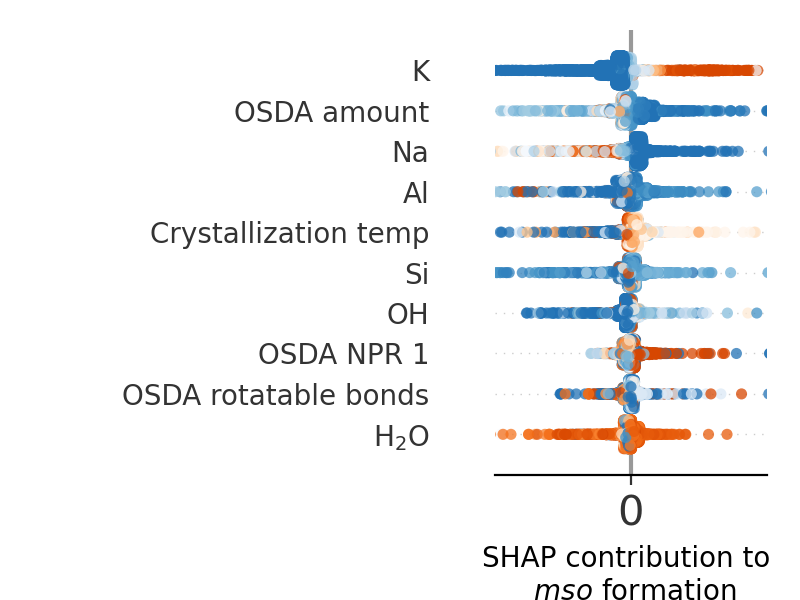 K
OSDA amount
Na
Al
Crystallization temp
Si
OH
OSDA NPR 1
OSDA rotatable bonds
H₂O
0
SHAP contribution to
mso formation